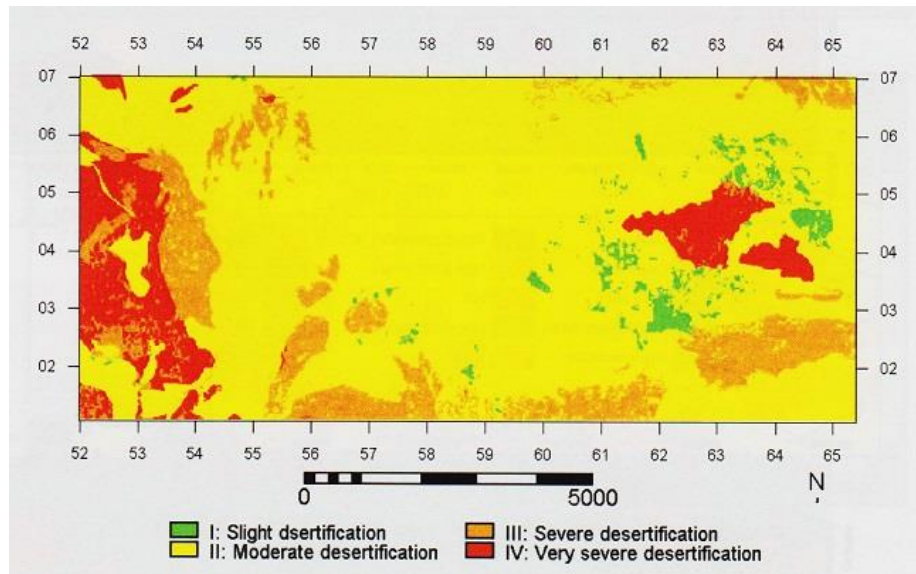 52 53 54 55 56 57 58 59 60 61 62 63 64 65
07 07
06 06
05 05
04 04
03 03
02 02
52 53 54 55 56 57 58 59 60 61 62 63 64 65
0 5000
N
I: Slight dsertification
II: Moderate desertification
III: Severe desertification
IV: Very severe desertification